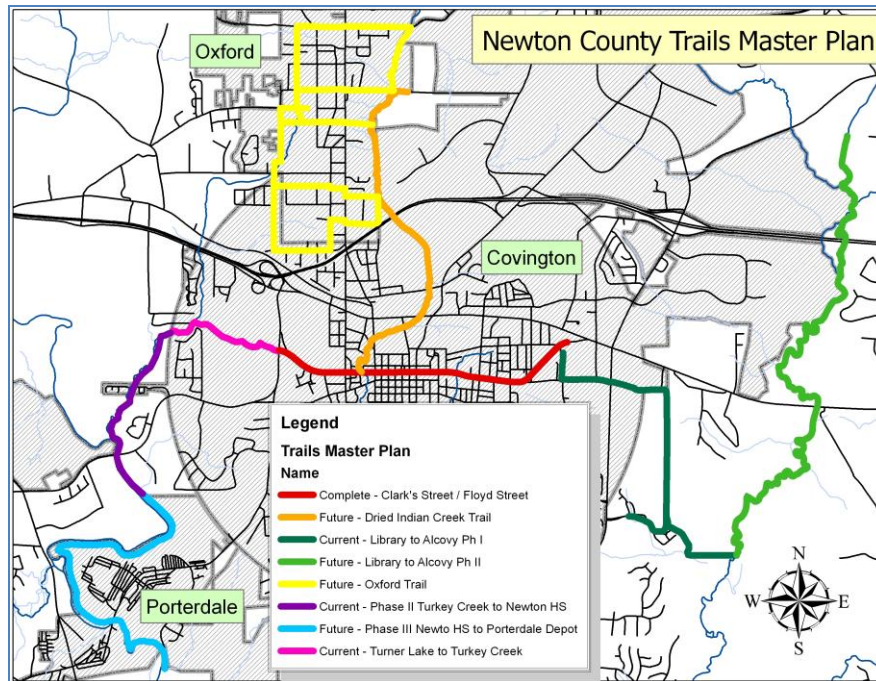 Newton County Trails Master Plan
Oxford
Covington
Porterdale
Legend
Trails Master Plan
Name
Complete - Clark's Street / Floyd Street
Future - Dried Indian Creek Trail
Current - Library to Alcovy Ph I
Future - Library to Alcovy Ph II
Future - Oxford Trail
Current - Phase II Turkey Creek to Newton HS
Future - Phase III Newto HS to Porterdale Depot
Current - Turner Lake to Turkey Creek
N
W E
S